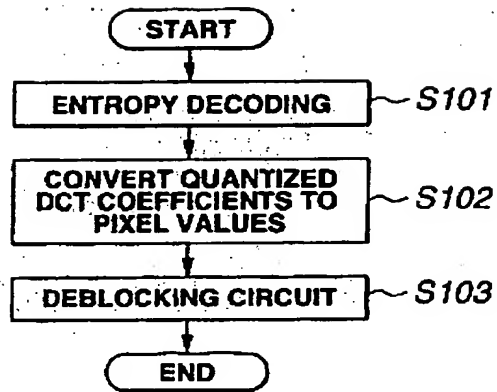 START
ENTROPY DECODING
S101
CONVERT QUANTIZED
DCT COEFFICIENTS TO
PIXEL VALUES
S102
DEBLOCKING CIRCUIT
S103
END